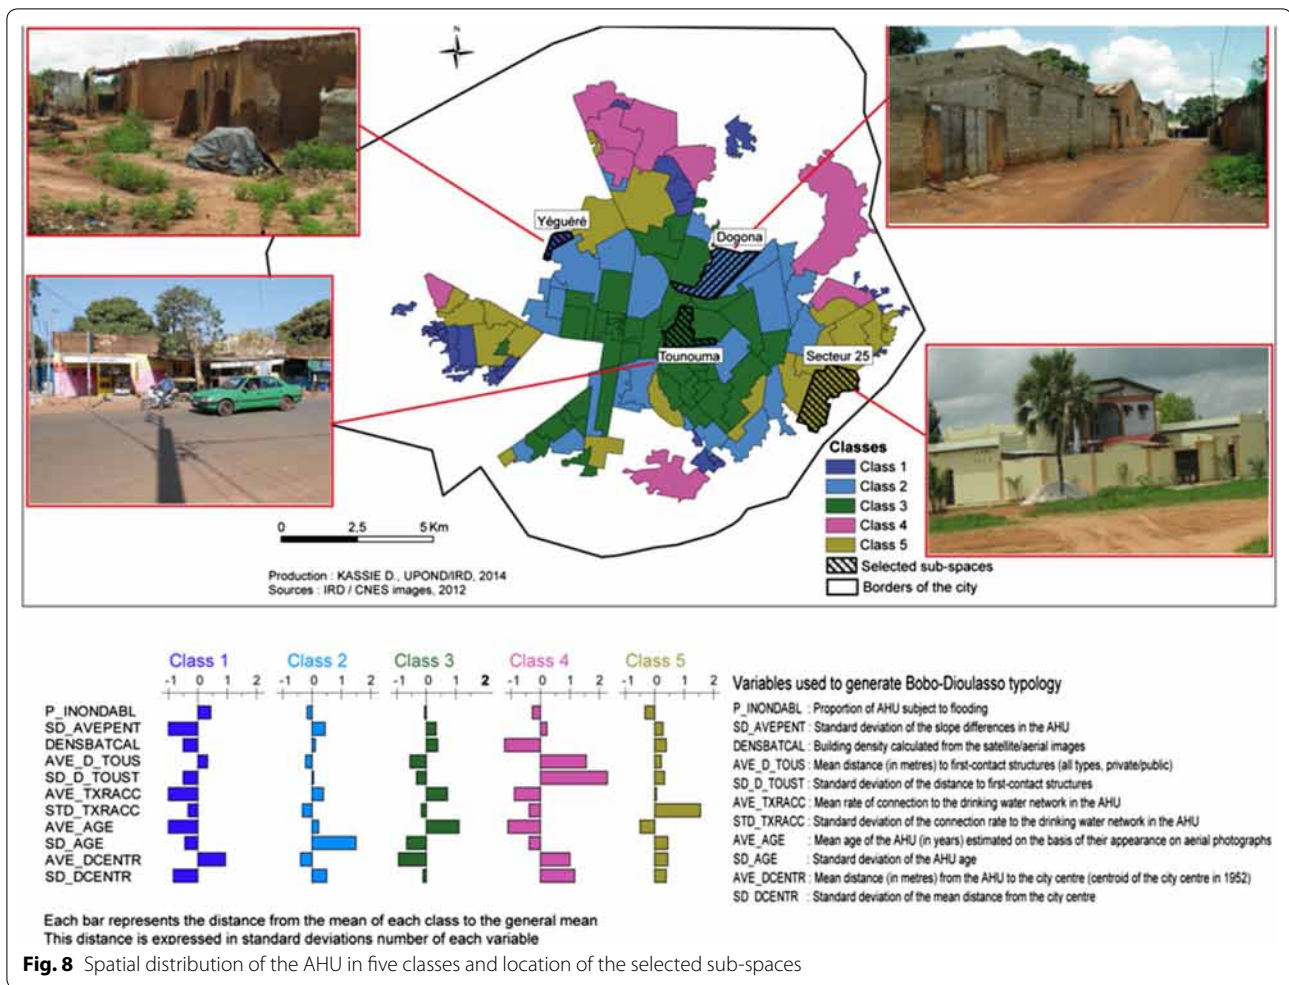 N
Yéguéré
Dogona
Tounouma
Secteur 25
Classes
Class 1
Class 2
Class 3
Class 4
Class 5
Selected sub-spaces
Borders of the city
0 2.5 5 Km
Production : KASSIE D., UPOND/IRD, 2014
Sources : IRD / CNES images, 2012
Class 1 Class 2 Class 3 Class 4 Class 5
-1 0 1 2 -1 0 1 2 -1 0 1 2 -1 0 1 2 -1 0 1 2
P_INONDABL
SD_AVEPENT
DENSBATCAL
AVE_D_TOUS
SD_D_TOUST
AVE_TXRACC
STD_TXRACC
AVE_AGE
SD_AGE
AVE_DCENTR
SD_DCENTR
Variables used to generate Bobo-Dioulasso typology
P_INONDABL : Proportion of AHU subject to flooding
SD_AVEPENT : Standard deviation of the slope differences in the AHU
DENSBATCAL : Building density calculated from the satellite/aerial images
AVE_D_TOUS : Mean distance (in metres) to first-contact structures (all types, private/public)
SD_D_TOUST : Standard deviation of the distance to first-contact structures
AVE_TXRACC : Mean rate of connection to the drinking water network in the AHU
STD_TXRACC : Standard deviation of the connection rate to the drinking water network in the AHU
AVE_AGE : Mean age of the AHU (in years) estimated on the basis of their appearance on aerial photographs
SD_AGE : Standard deviation of the AHU age
AVE_DCENTR : Mean distance (in metres) from the AHU to the city centre (centroid of the city centre in 1952)
SD_DCENTR : Standard deviation of the mean distance from the city centre
Each bar represents the distance from the mean of each class to the general mean
This distance is expressed in standard deviations number of each variable
Fig. 8 Spatial distribution of the AHU in five classes and location of the selected sub-spaces